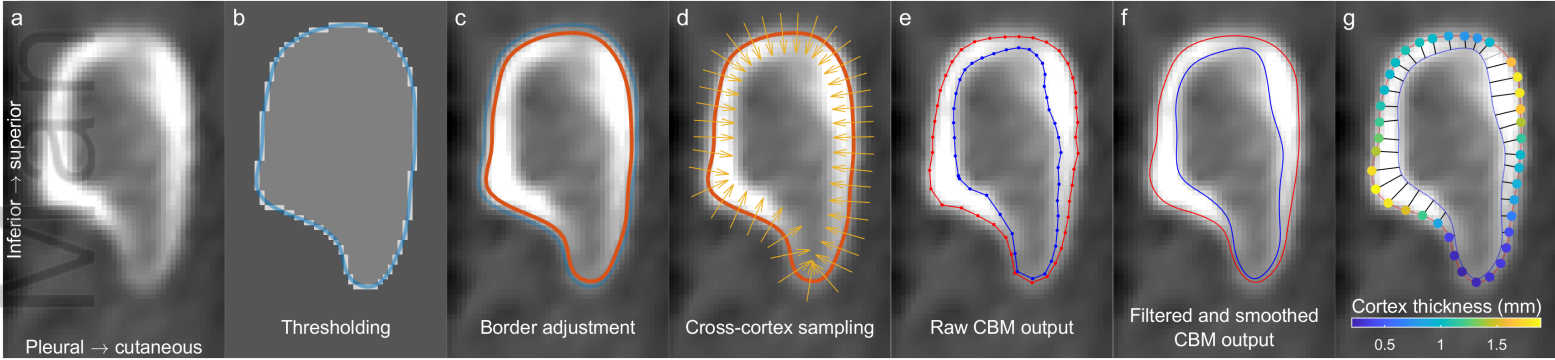 a
Inferior → superior
Pleural → cutaneous
b
Thresholding
c
Border adjustment
d
Cross-cortex sampling
e
Raw CBM output
f
Filtered and smoothed
CBM output
g
Cortex thickness (mm)
0.5 1 1.5
Man